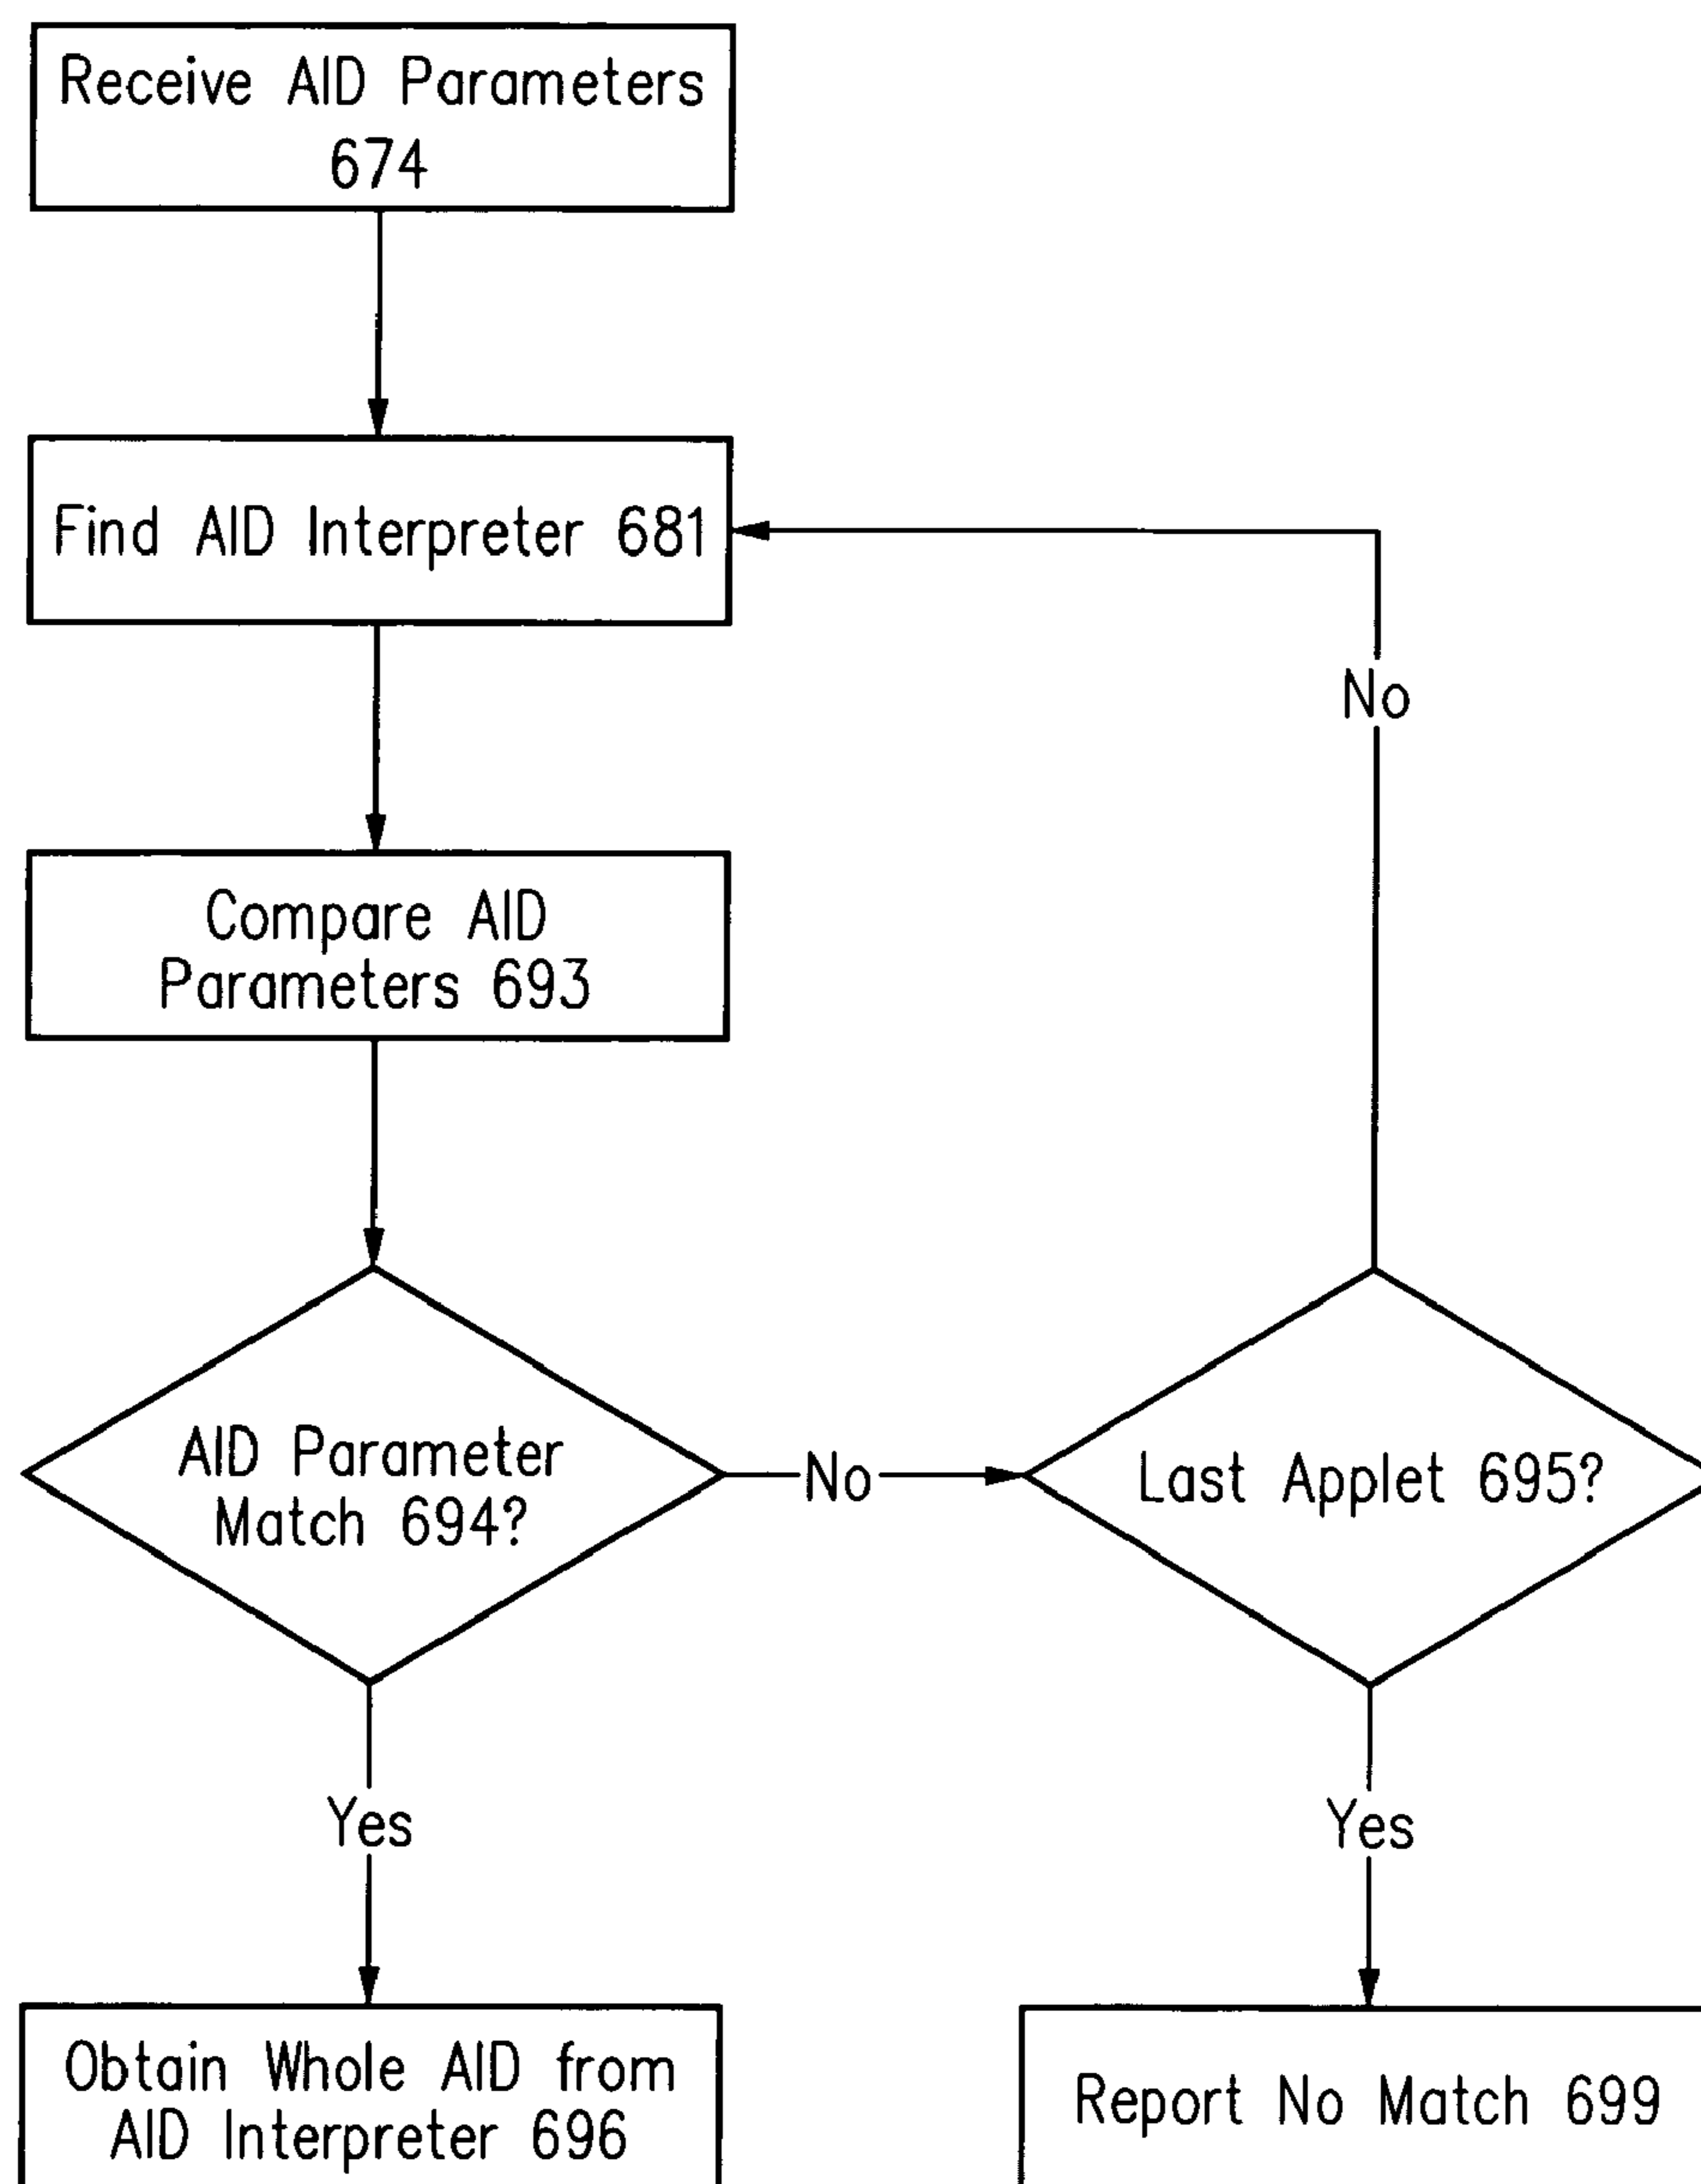 Receive AID Parameters
674
Find AID Interpreter 681
No
Compare AID
Parameters 693
AID Parameter
Match 694?
No
Last Applet 695?
Yes
Yes
Obtain Whole AID from
AID Interpreter 696
Report No Match 699